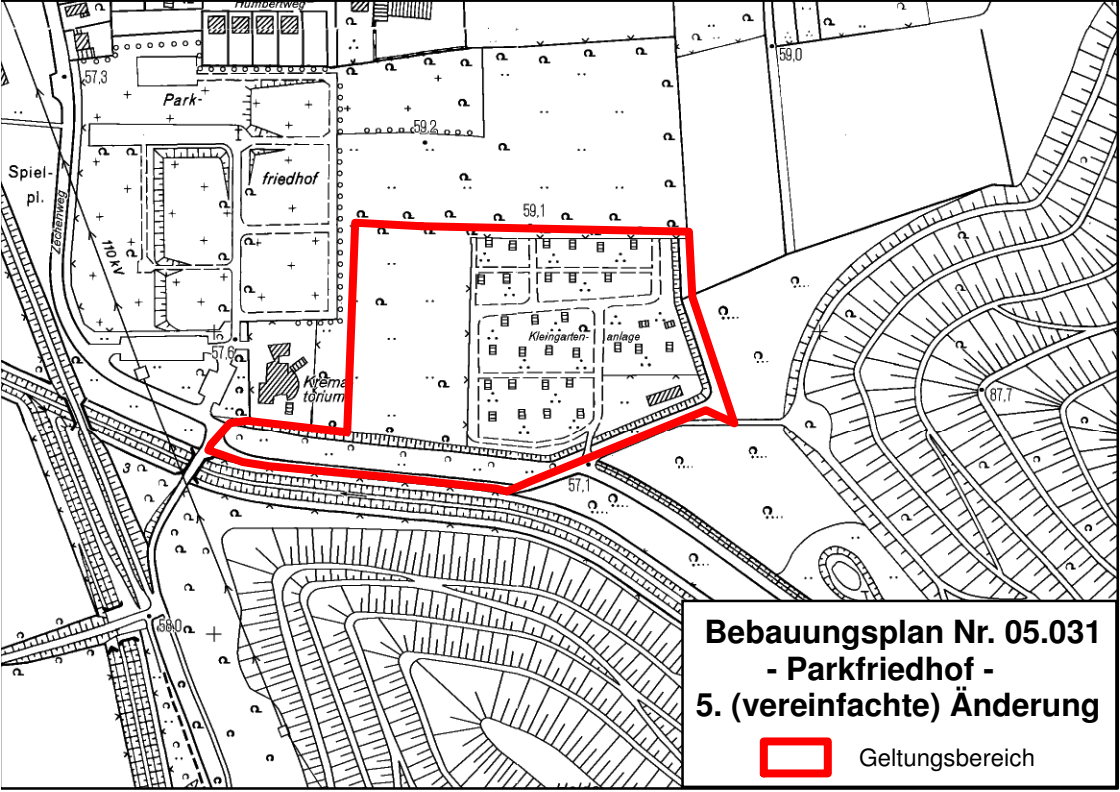 Humbertweg
57.3
59,0
Park-
59.2
Spiel-
pl.
friedhof
Zechenweg
110 kV
59,1
57,6
Kleingarten- anlage
Krema
torium
87,7
57,1
58,0
Bebauungsplan Nr. 05.031
- Parkfriedhof -
5. (vereinfachte) Änderung
Geltungsbereich